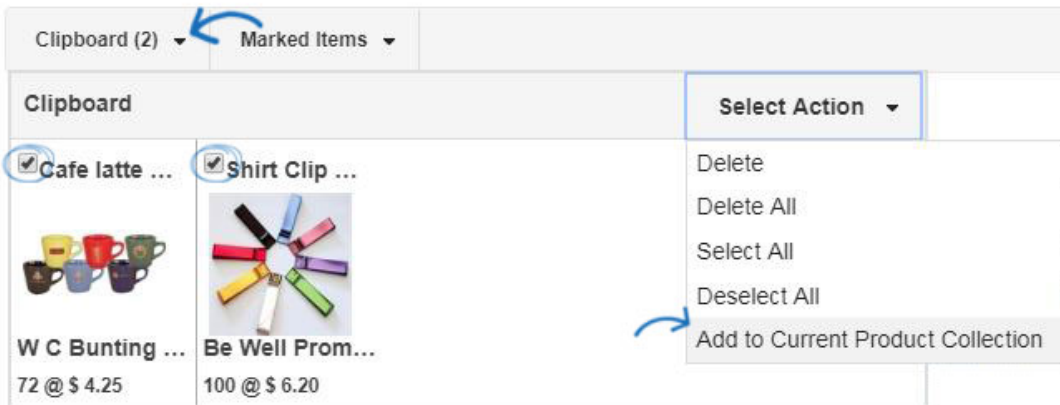 Clipboard (2)
Marked Items
Clipboard
Select Action
Cafe latte ...
Shirt Clip ...
W C Bunting ...
Be Well Prom...
72 @ $ 4.25
100 @ $ 6.20
Delete
Delete All
Select All
Deselect All
Add to Current Product Collection